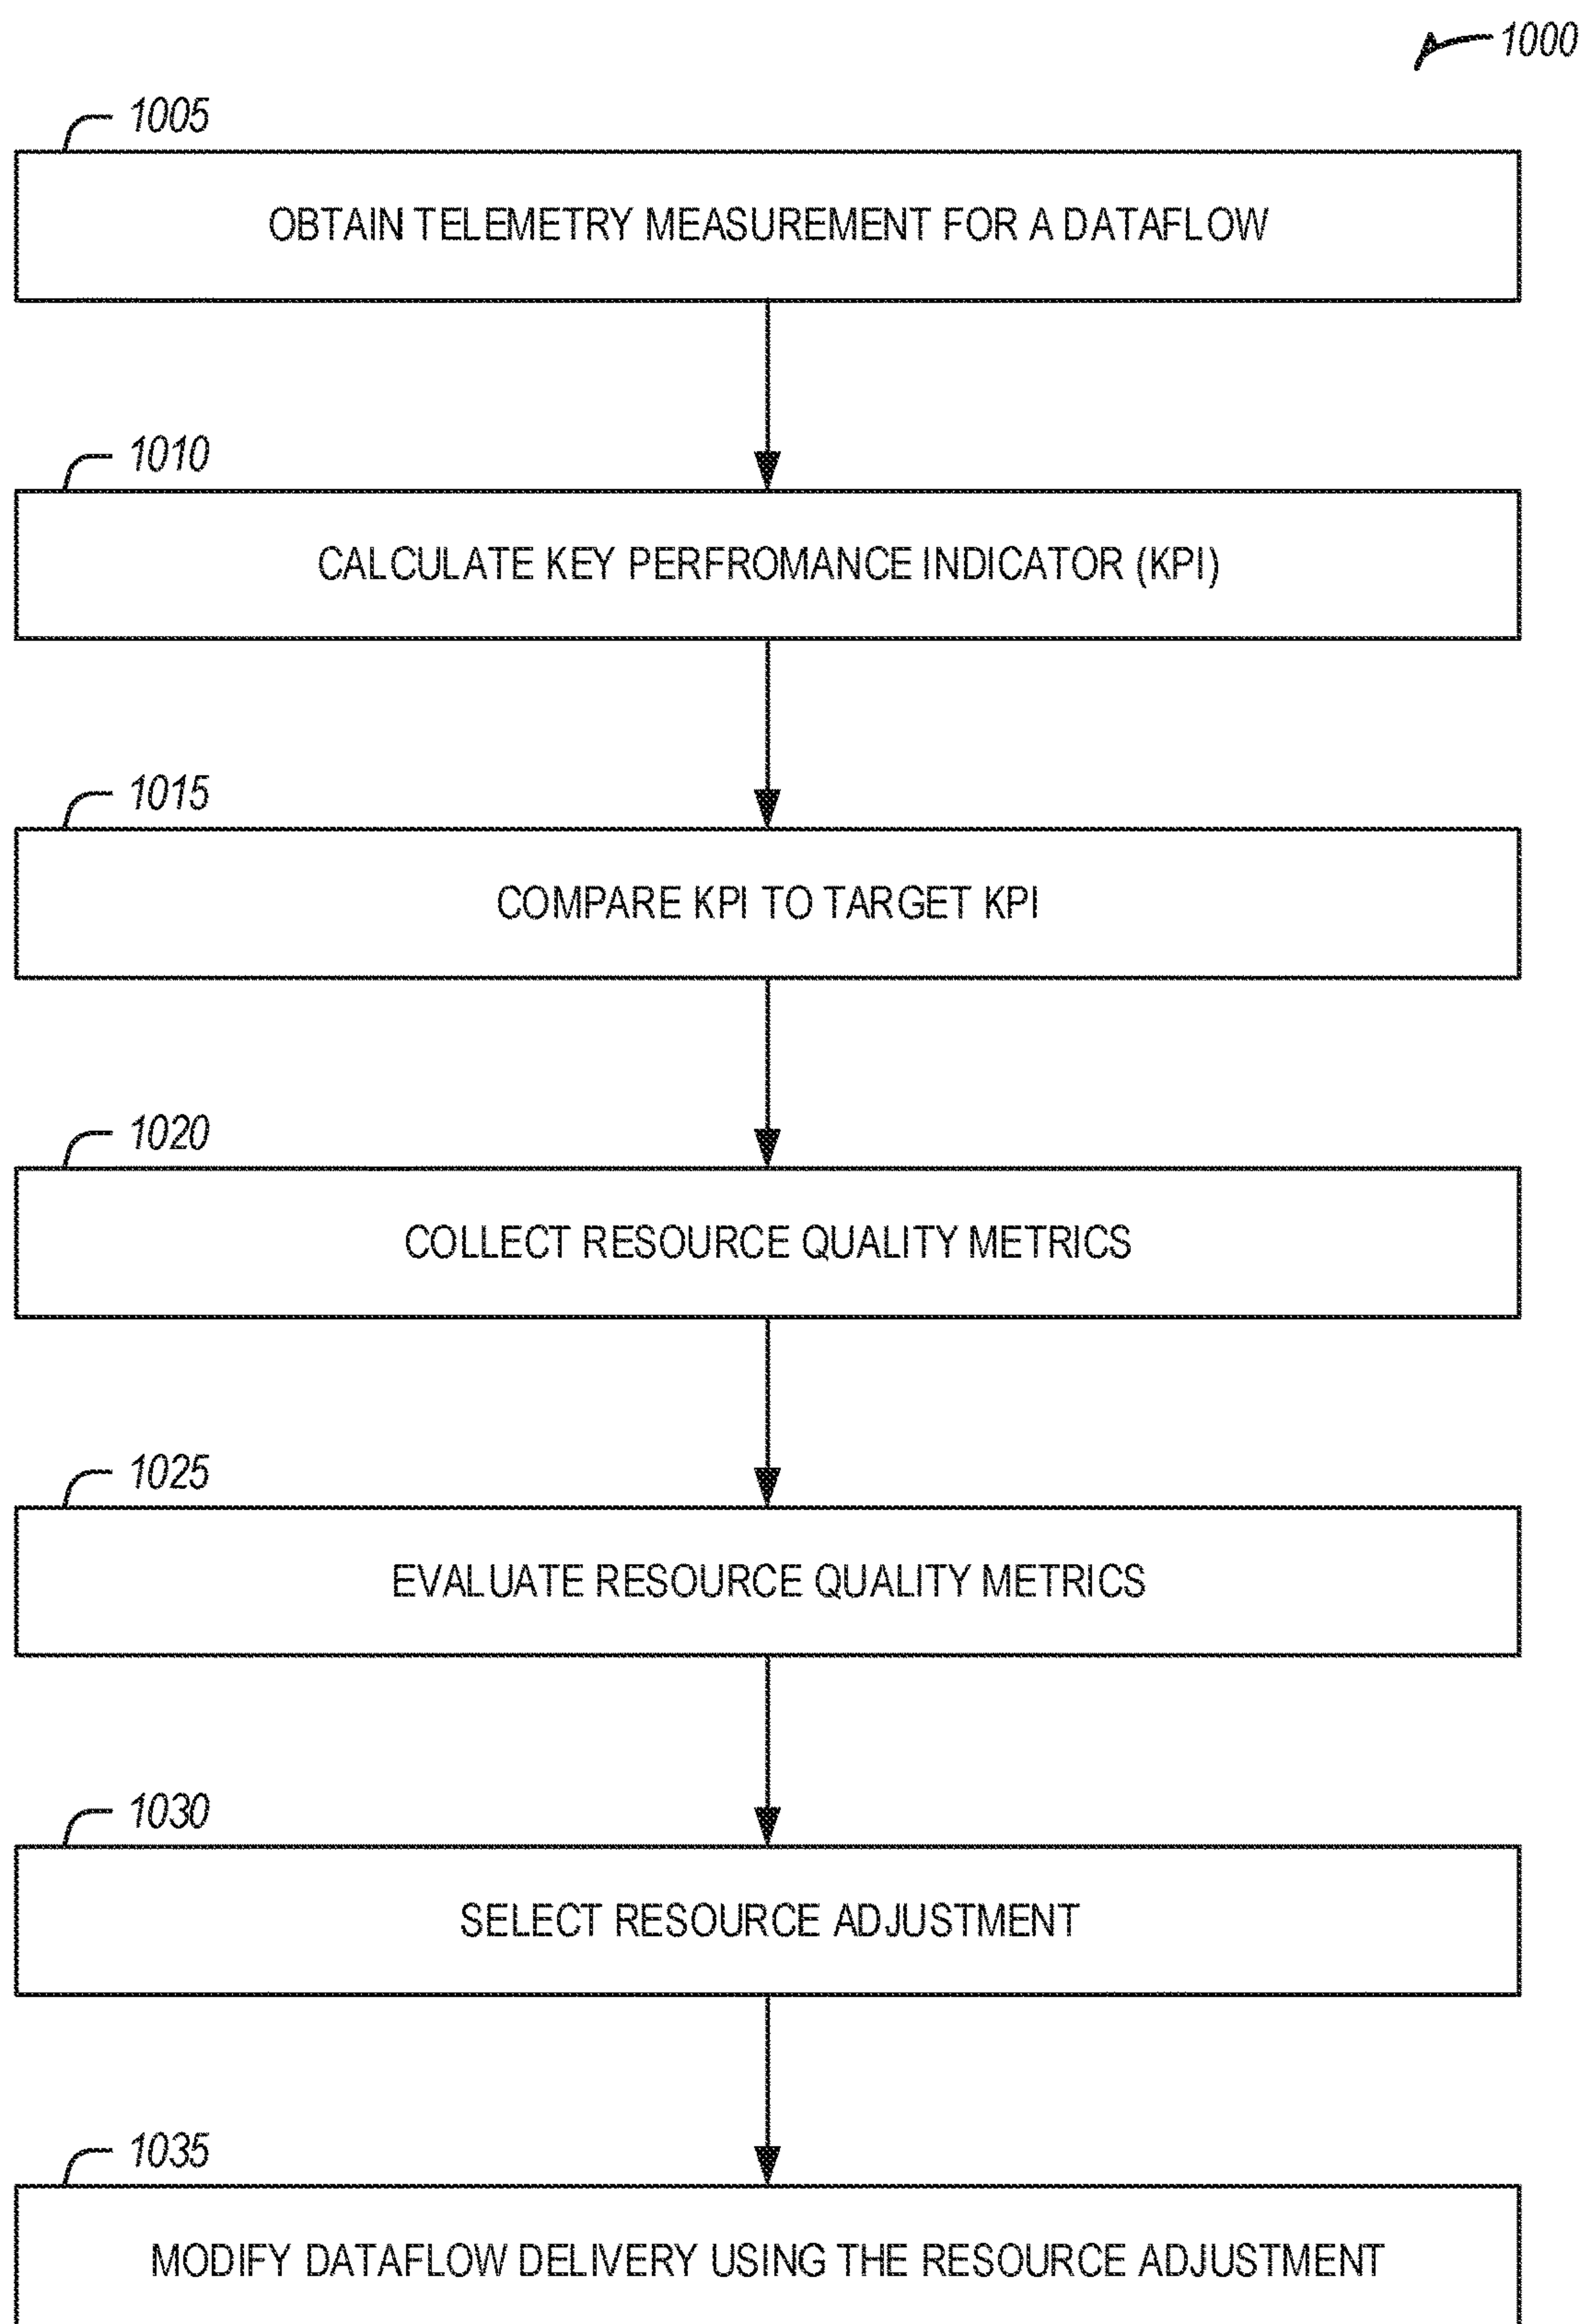 1000
1005
OBTAIN TELEMETRY MEASUREMENT FOR A DATAFLOW
1010
CALCULATE KEY PERFROMANCE INDICATOR (KPI)
1015
COMPARE KPI TO TARGET KPI
1020
COLLECT RESOURCE QUALITY METRICS
1025
EVALUATE RESOURCE QUALITY METRICS
1030
SELECT RESOURCE ADJUSTMENT
1035
MODIFY DATAFLOW DELIVERY USING THE RESOURCE ADJUSTMENT